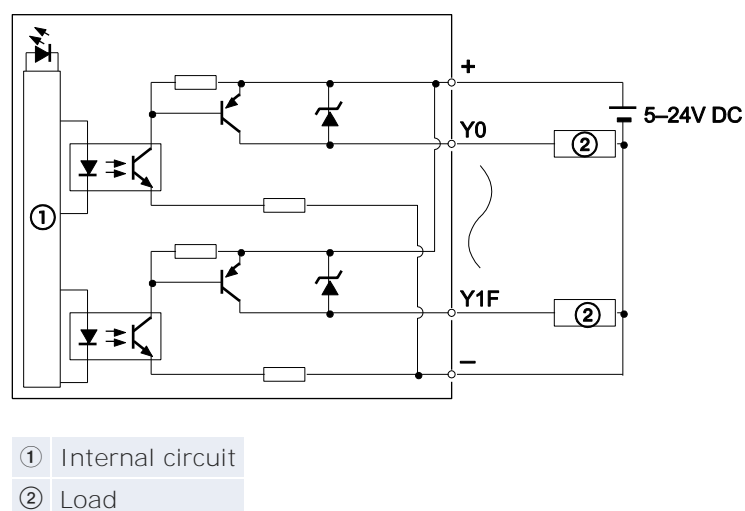 +
5–24V DC
Y0
②
①
Y1F
②
–
① Internal circuit
② Load